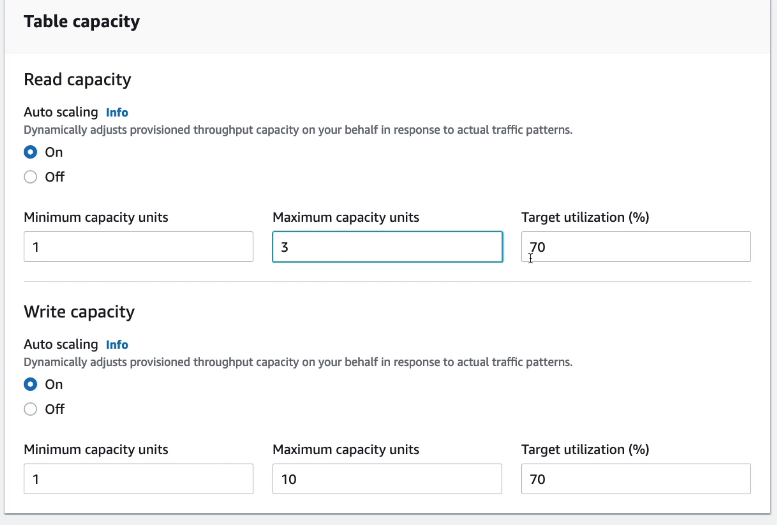 Table capacity
Read capacity
Auto scaling Info
Dynamically adjusts provisioned throughput capacity on your behalf in response to actual traffic patterns.
On
Off
Minimum capacity units Maximum capacity units Target utilization (%)
1 3 70
Write capacity
Auto scaling Info
Dynamically adjusts provisioned throughput capacity on your behalf in response to actual traffic patterns.
On
Off
Minimum capacity units Maximum capacity units Target utilization (%)
1 10 70